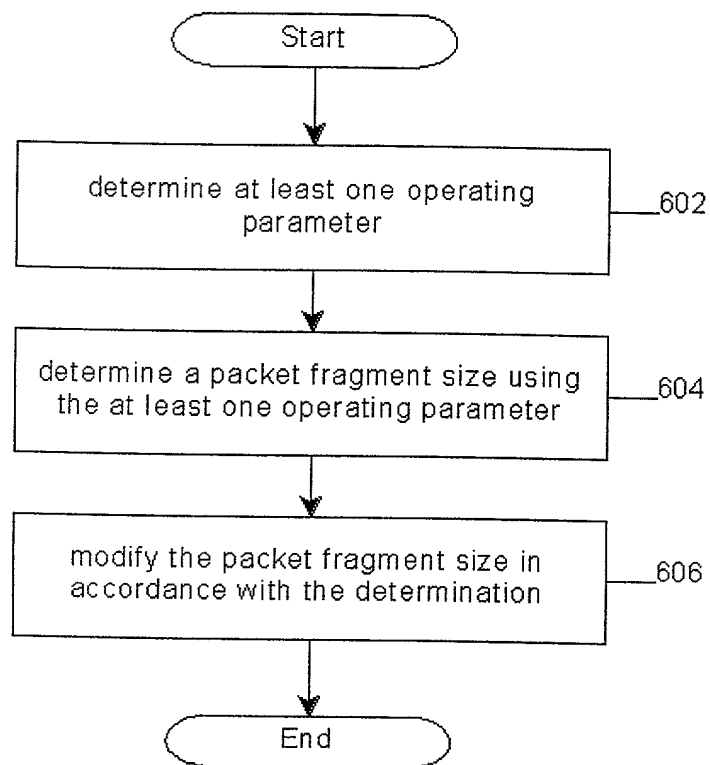 Start
determine at least one operating
parameter
602
determine a packet fragment size using
the at least one operating parameter
604
modify the packet fragment size in
accordance with the determination
606
End